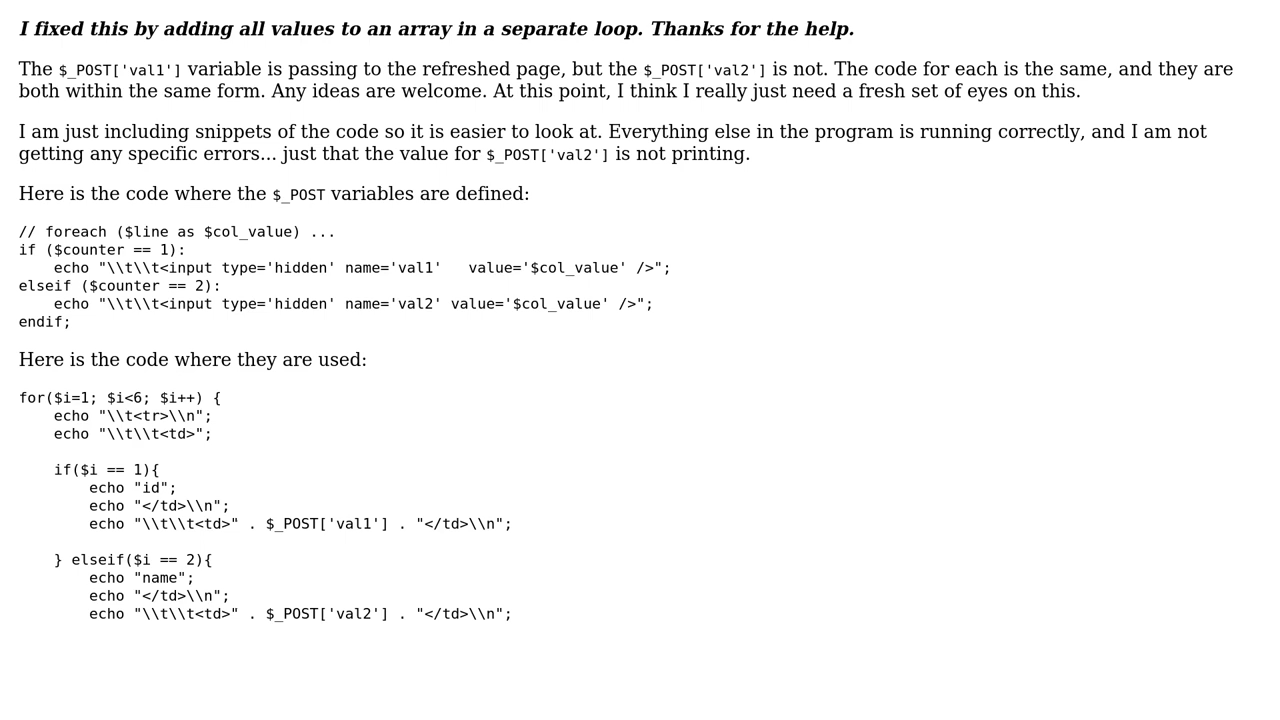 I fixed this by adding all values to an array in a separate loop. Thanks for the help.
The $_POST['val1'] variable is passing to the refreshed page, but the $_POST['val2'] is not. The code for each is the same, and they are
both within the same form. Any ideas are welcome. At this point, I think I really just need a fresh set of eyes on this.
I am just including snippets of the code so it is easier to look at. Everything else in the program is running correctly, and I am not
getting any specific errors... just that the value for $_POST['val2'] is not printing.
Here is the code where the $_POST variables are defined:
// foreach ($line as $col_value) ...
if ($counter == 1):
    echo "\\t\\t<input type='hidden' name='val1'   value='$col_value' />";
elseif ($counter == 2):
    echo "\\t\\t<input type='hidden' name='val2' value='$col_value' />";
endif;
Here is the code where they are used:
for($i=1; $i<6; $i++) {
    echo "\\t<tr>\\n";
    echo "\\t\\t<td>";
    if($i == 1){
        echo "id";
        echo "</td>\\n";
        echo "\\t\\t<td>" . $_POST['val1'] . "</td>\\n";
    } elseif($i == 2){
        echo "name";
        echo "</td>\\n";
        echo "\\t\\t<td>" . $_POST['val2'] . "</td>\\n";